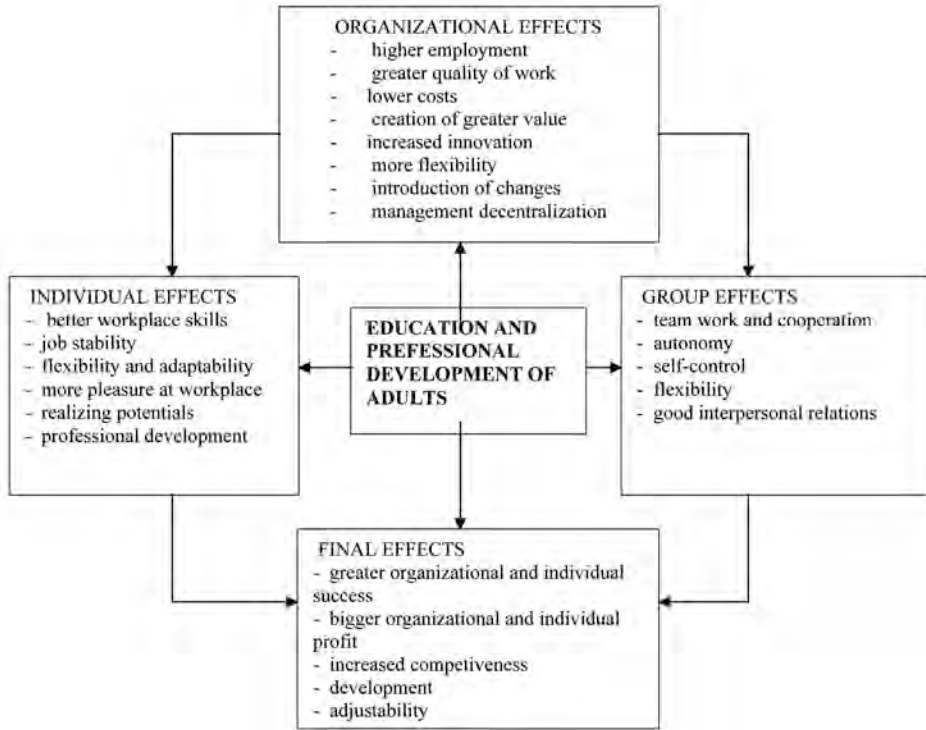 ORGANIZATIONAL EFFECTS
- higher employment
- greater quality of work
- lower costs
- creation of greater value
- increased innovation
- more flexibility
- introduction of changes
- management decentralization
INDIVIDUAL EFFECTS
- better workplace skills
- job stability
- flexibility and adaptability
- more pleasure at workplace
- realizing potentials
- professional development
EDUCATION AND
PREFESSIONAL
DEVELOPMENT OF
ADULTS
GROUP EFFECTS
- team work and cooperation
- autonomy
- self-control
- flexibility
- good interpersonal relations
FINAL EFFECTS
- greater organizational and individual
success
- bigger organizational and individual
profit
- increased competiveness
- development
- adjustability